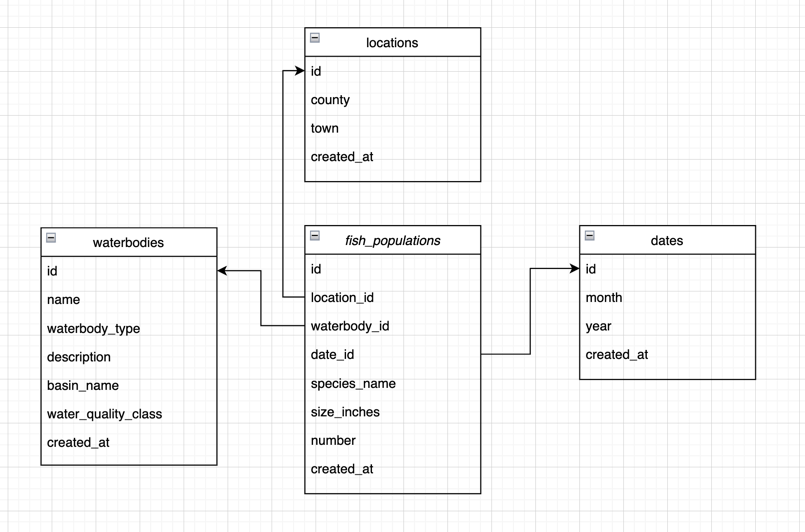 locations
id
county
town
created_at
waterbodies
id
name
waterbody_type
description
basin_name
water_quality_class
created_at
fish_populations
id
location_id
waterbody_id
date_id
species_name
size_inches
number
created_at
dates
id
month
year
created_at